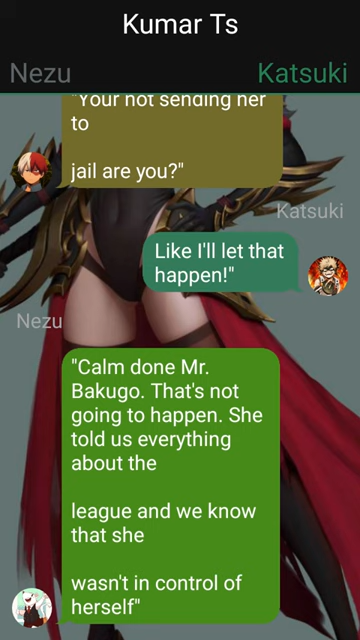 Kumar Ts
Nezu
Katsuki
"Your not sending her
to
jail are you?"
Katsuki
Like I'll let that
happen!"
Nezu
"Calm done Mr.
Bakugo. That's not
going to happen. She
told us everything
about the
league and we know
that she
wasn't in control of
herself"